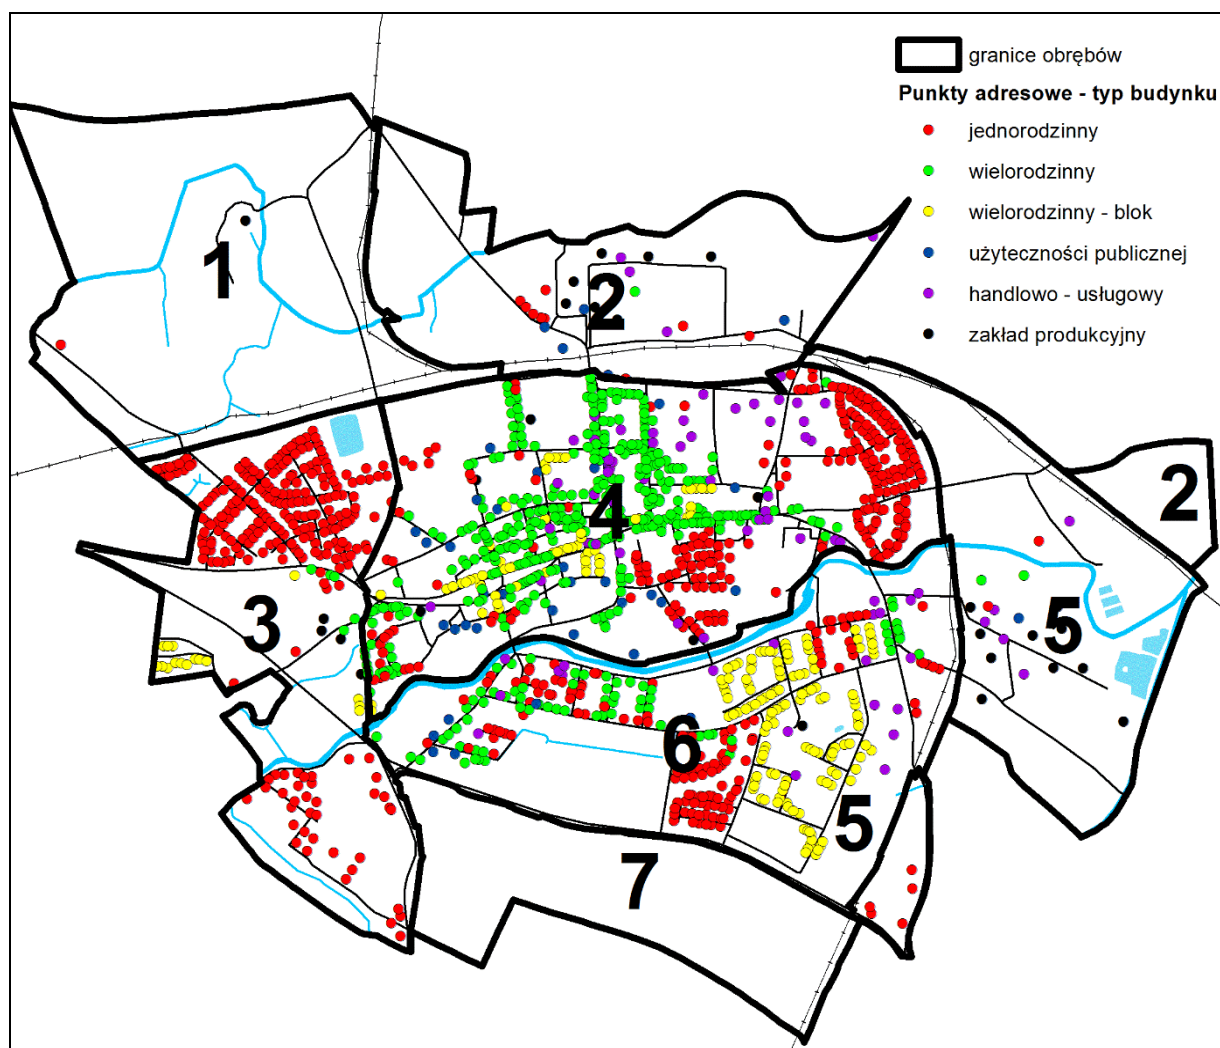 granice obrębów
Punkty adresowe - typ budynku
jednorodzinny
wielorodzinny
wielorodzinny - blok
użyteczności publicznej
handlowo - usługowy
zakład produkcyjny
1
2
2
4
3
5
6
5
7